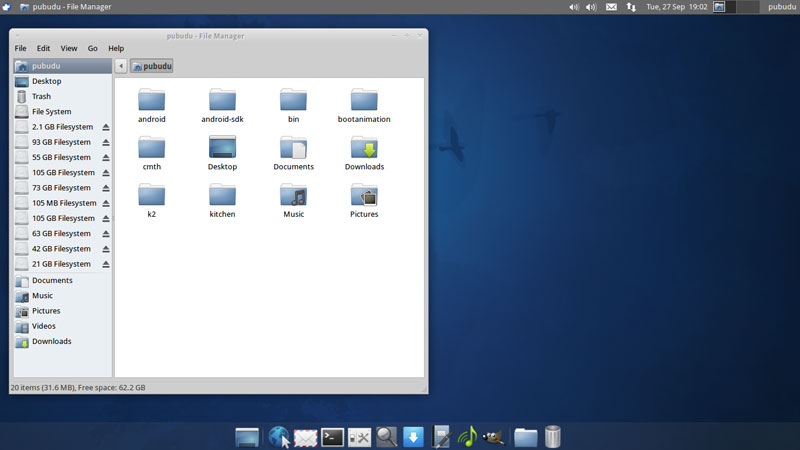 pubudu - File Manager
Tue, 27 Sep 19:02
pubudu
pubudu - File Manager
File Edit View Go Help
pubudu
Desktop
Trash
File System
2.1 GB Filesystem
93 GB Filesystem
55 GB Filesystem
105 GB Filesystem
73 GB Filesystem
105 MB Filesystem
105 GB Filesystem
63 GB Filesystem
42 GB Filesystem
21 GB Filesystem
Documents
Music
Pictures
Videos
Downloads
pubudu
android android-sdk bin bootanimation
cmth Desktop Documents Downloads
k2 kitchen Music Pictures
20 items (31.6 MB), Free space: 62.2 GB